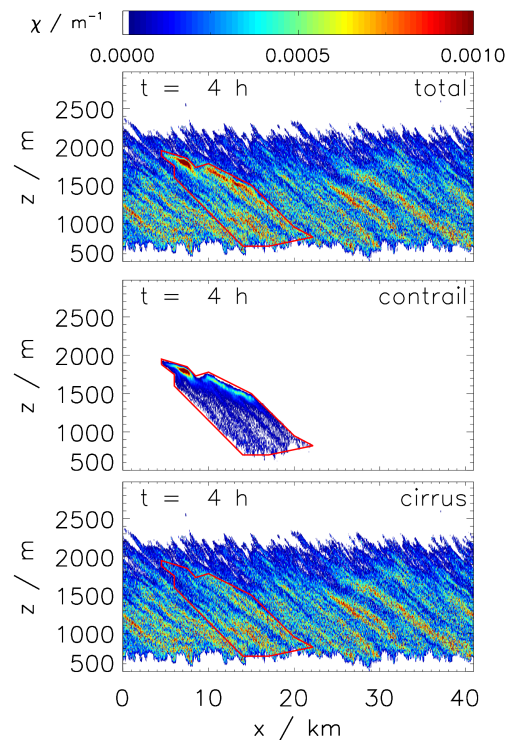 χ / m⁻¹
0.0000 0.0005 0.0010
t = 4 h total
z / m
2500
2000
1500
1000
500
t = 4 h contrail
z / m
2500
2000
1500
1000
500
t = 4 h cirrus
z / m
2500
2000
1500
1000
500
0 10 20 30 40
x / km